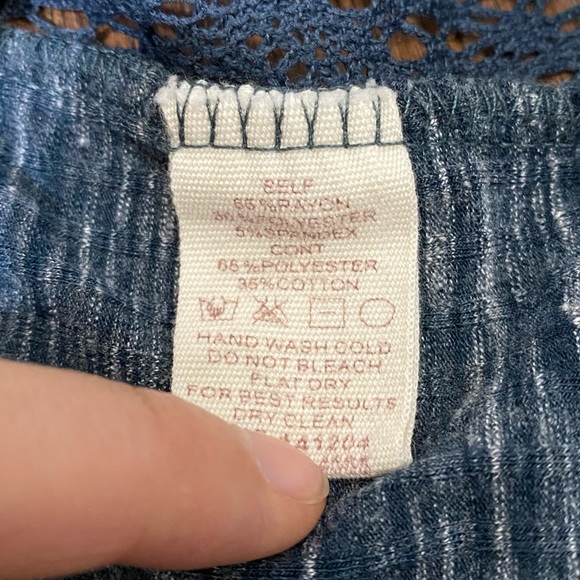 SELF
65%RAYON
30%POLYESTER
5%SPANDEX
CONT
65%POLYESTER
35%COTTON
HAND WASH COLD
DO NOT BLEACH
FLAT DRY
FOR BEST RESULTS
DRY CLEAN